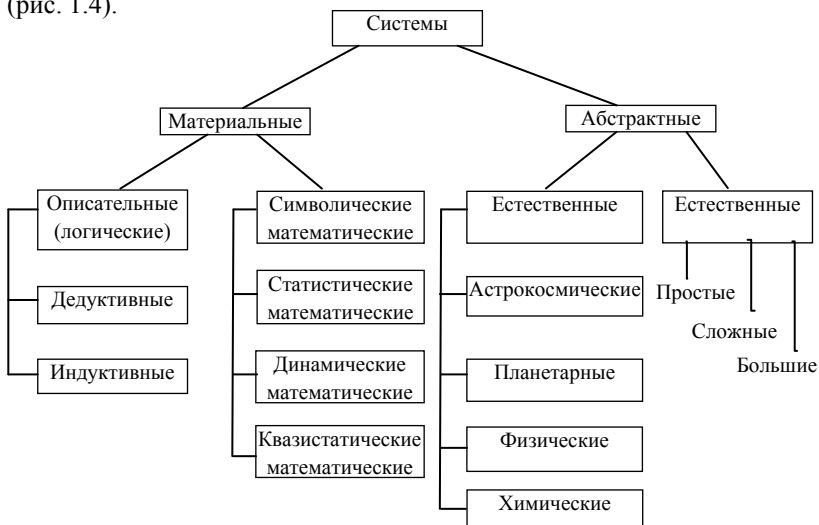 (рис. 1.4).
Системы
Материальные
Абстрактные
Описательные
(логические)
Дедуктивные
Индуктивные
Символические
математические
Статистические
математические
Динамические
математические
Квазистатические
математические
Естественные
Астрокосмические
Планетарные
Физические
Химические
Естественные
Простые
Сложные
Большие